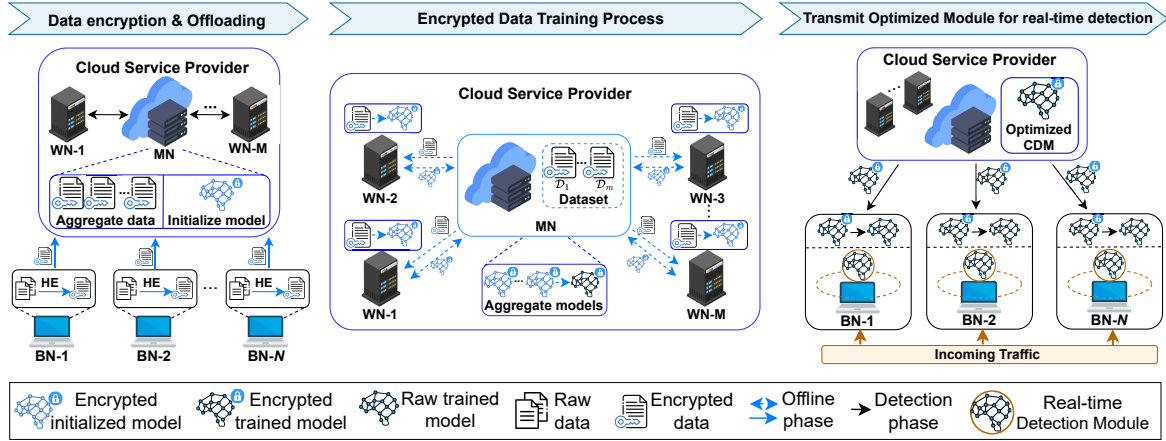 Data encryption & Offloading
Cloud Service Provider
...
WN-1
MN
WN-M
...
Aggregate data
Initialize model
HE
HE
...
HE
BN-1
BN-2
BN-N
Encrypted Data Training Process
Cloud Service Provider
WN-2
...
D1
Dm
Dataset
WN-3
MN
...
Aggregate models
WN-1
WN-M
Transmit Optimized Module for real-time detection
Cloud Service Provider
...
Optimized
CDM
BN-1
BN-2
BN-N
Incoming Traffic
Encrypted
initialized model
Encrypted
trained model
Raw trained
model
Raw
data
Encrypted
data
Offline
phase
Detection
phase
Real-time
Detection Module